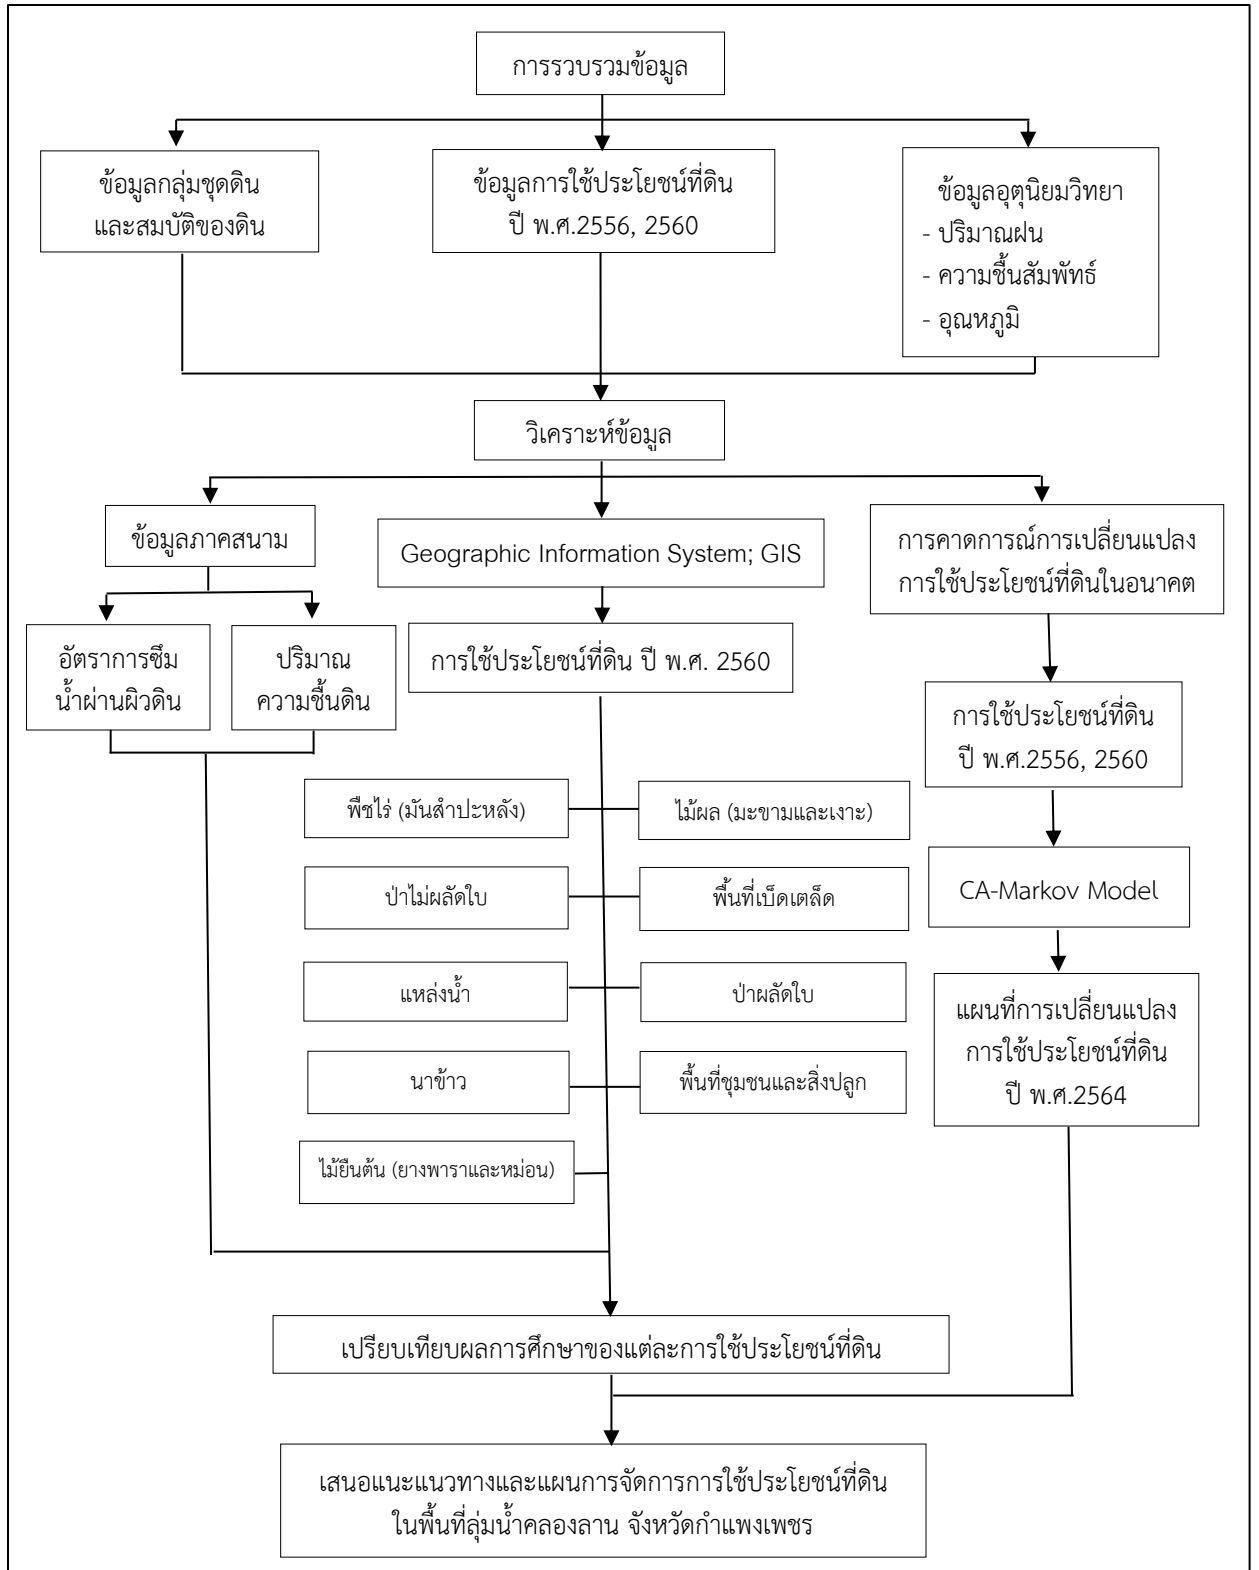 การรวบรวมข้อมูล
ข้อมูลกลุ่มชุดดิน
และสมบัติของดิน
ข้อมูลการใช้ประโยชน์ที่ดิน
ปี พ.ศ.2556, 2560
ข้อมูลอุตุนิยมวิทยา
- ปริมาณฝน
- ความชื้นสัมพัทธ์
- อุณหภูมิ
วิเคราะห์ข้อมูล
ข้อมูลภาคสนาม
Geographic Information System; GIS
การคาดการณ์การเปลี่ยนแปลง
การใช้ประโยชน์ที่ดินในอนาคต
อัตราการซึม
น้ำผ่านผิวดิน
ปริมาณ
ความชื้นดิน
การใช้ประโยชน์ที่ดิน ปี พ.ศ. 2560
การใช้ประโยชน์ที่ดิน
ปี พ.ศ.2556, 2560
พืชไร่ (มันสำปะหลัง)
ไม้ผล (มะขามและเงาะ)
ป่าไม่ผลัดใบ
พื้นที่เบ็ดเตล็ด
CA-Markov Model
แหล่งน้ำ
ป่าผลัดใบ
แผนที่การเปลี่ยนแปลง
การใช้ประโยชน์ที่ดิน
ปี พ.ศ.2564
นาข้าว
พื้นที่ชุมชนและสิ่งปลูก
ไม้ยืนต้น (ยางพาราและหม่อน)
เปรียบเทียบผลการศึกษาของแต่ละการใช้ประโยชน์ที่ดิน
เสนอแนะแนวทางและแผนการจัดการการใช้ประโยชน์ที่ดิน
ในพื้นที่ลุ่มน้ำคลองลาน จังหวัดกำแพงเพชร